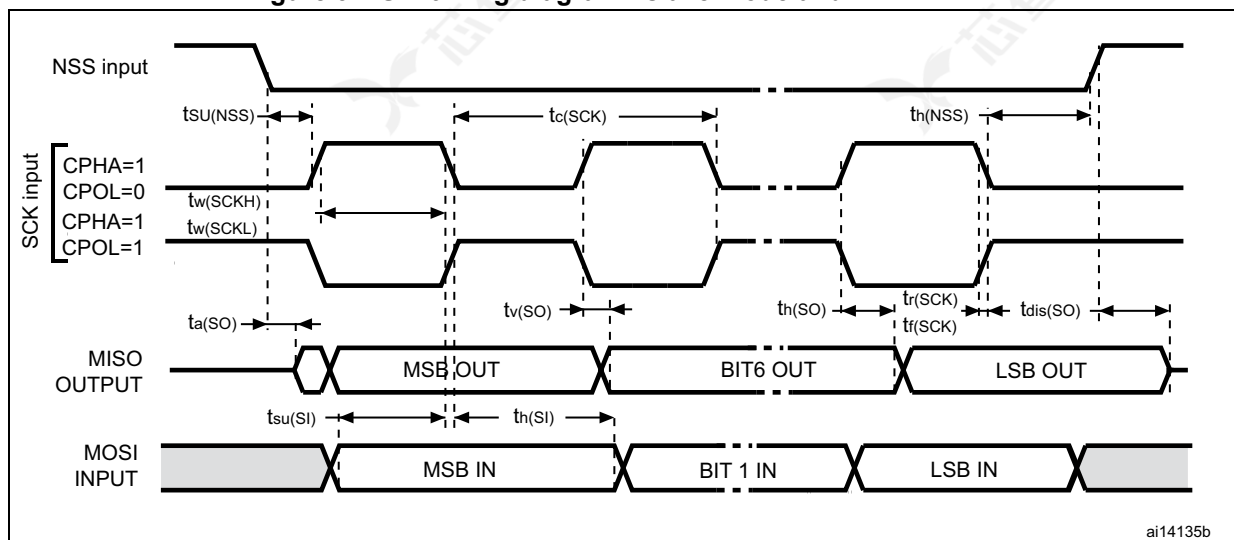 NSS input
tSU(NSS)
tc(SCK)
th(NSS)
SCK input
CPHA=1
CPOL=0
tw(SCKH)
CPHA=1
tw(SCKL)
CPOL=1
ta(SO)
tv(SO)
th(SO)
tr(SCK)
tf(SCK)
tdis(SO)
MISO
OUTPUT
MSB OUT
BIT6 OUT
LSB OUT
tsu(SI)
th(SI)
MOSI
INPUT
MSB IN
BIT 1 IN
LSB IN
ai14135b